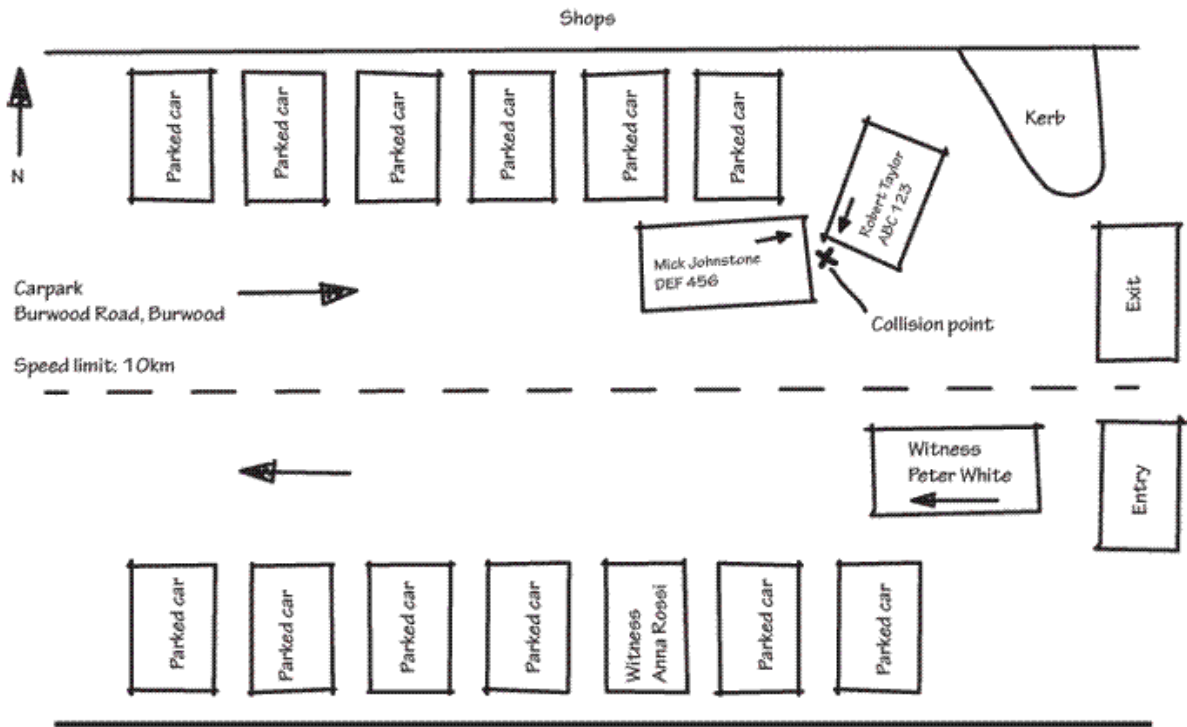 Shops
N
Parked car
Parked car
Parked car
Parked car
Parked car
Parked car
Kerb
Robert Taylor
ABC 123
Mick Johnstone
DEF 456
Collision point
Exit
Carpark
Burwood Road, Burwood
Speed limit: 10km
Witness
Peter White
Entry
Parked car
Parked car
Parked car
Parked car
Witness
Anna Rossi
Parked car
Parked car